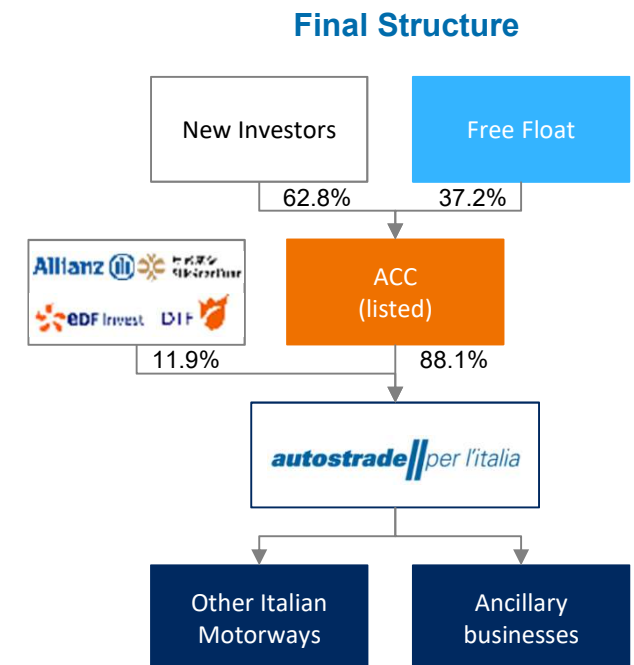 Final Structure
New Investors
Free Float
62.8%
37.2%
Allianz
ACC
(listed)
EDF Invest
DIF
11.9%
88.1%
autostrade//per l'italia
Other Italian
Motorways
Ancillary
businesses